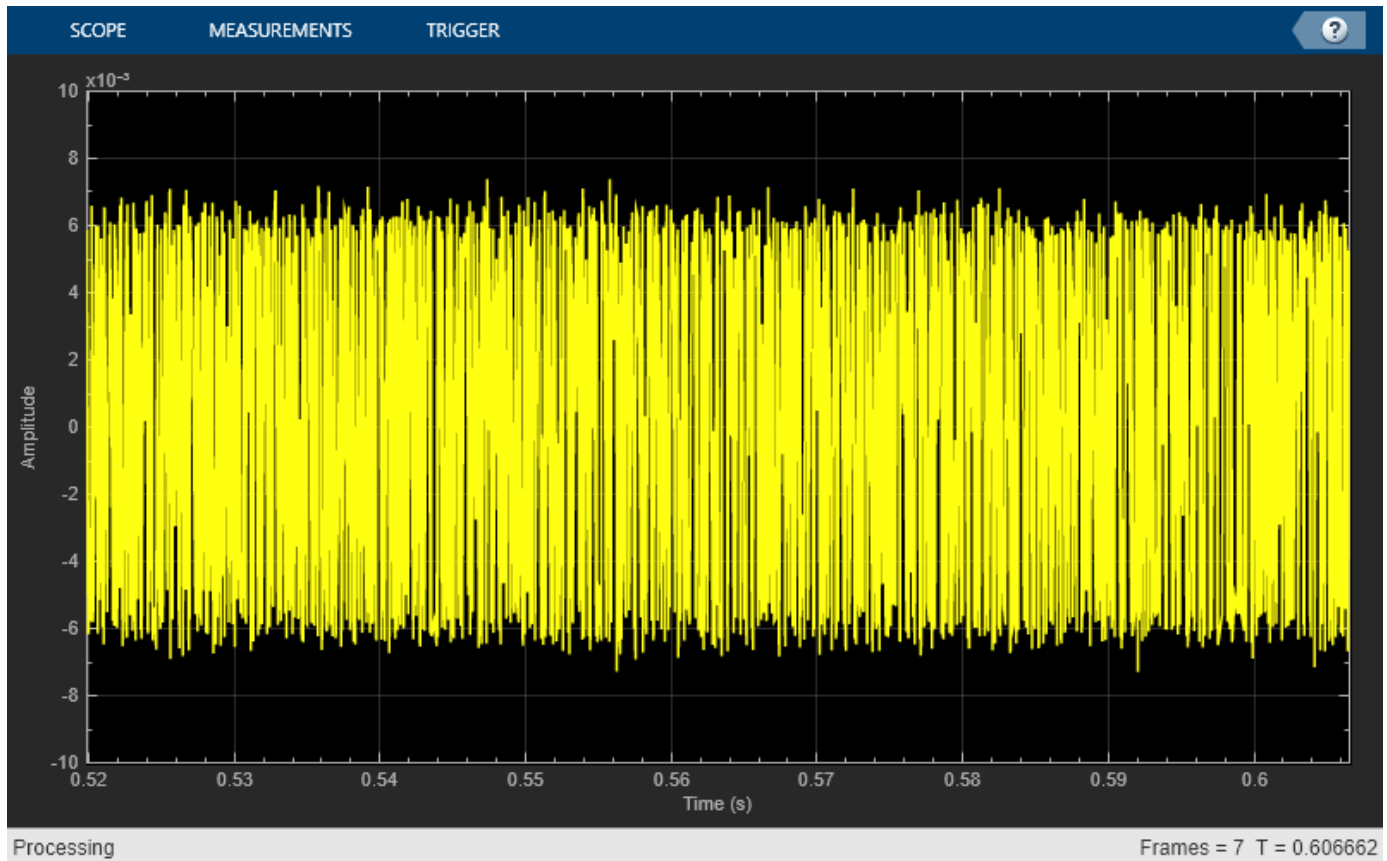 SCOPE MEASUREMENTS TRIGGER ?
x10⁻³
10
8
6
4
2
0
-2
-4
-6
-8
-10
Amplitude
0.52 0.53 0.54 0.55 0.56 0.57 0.58 0.59 0.6
Time (s)
Processing Frames = 7 T = 0.606662